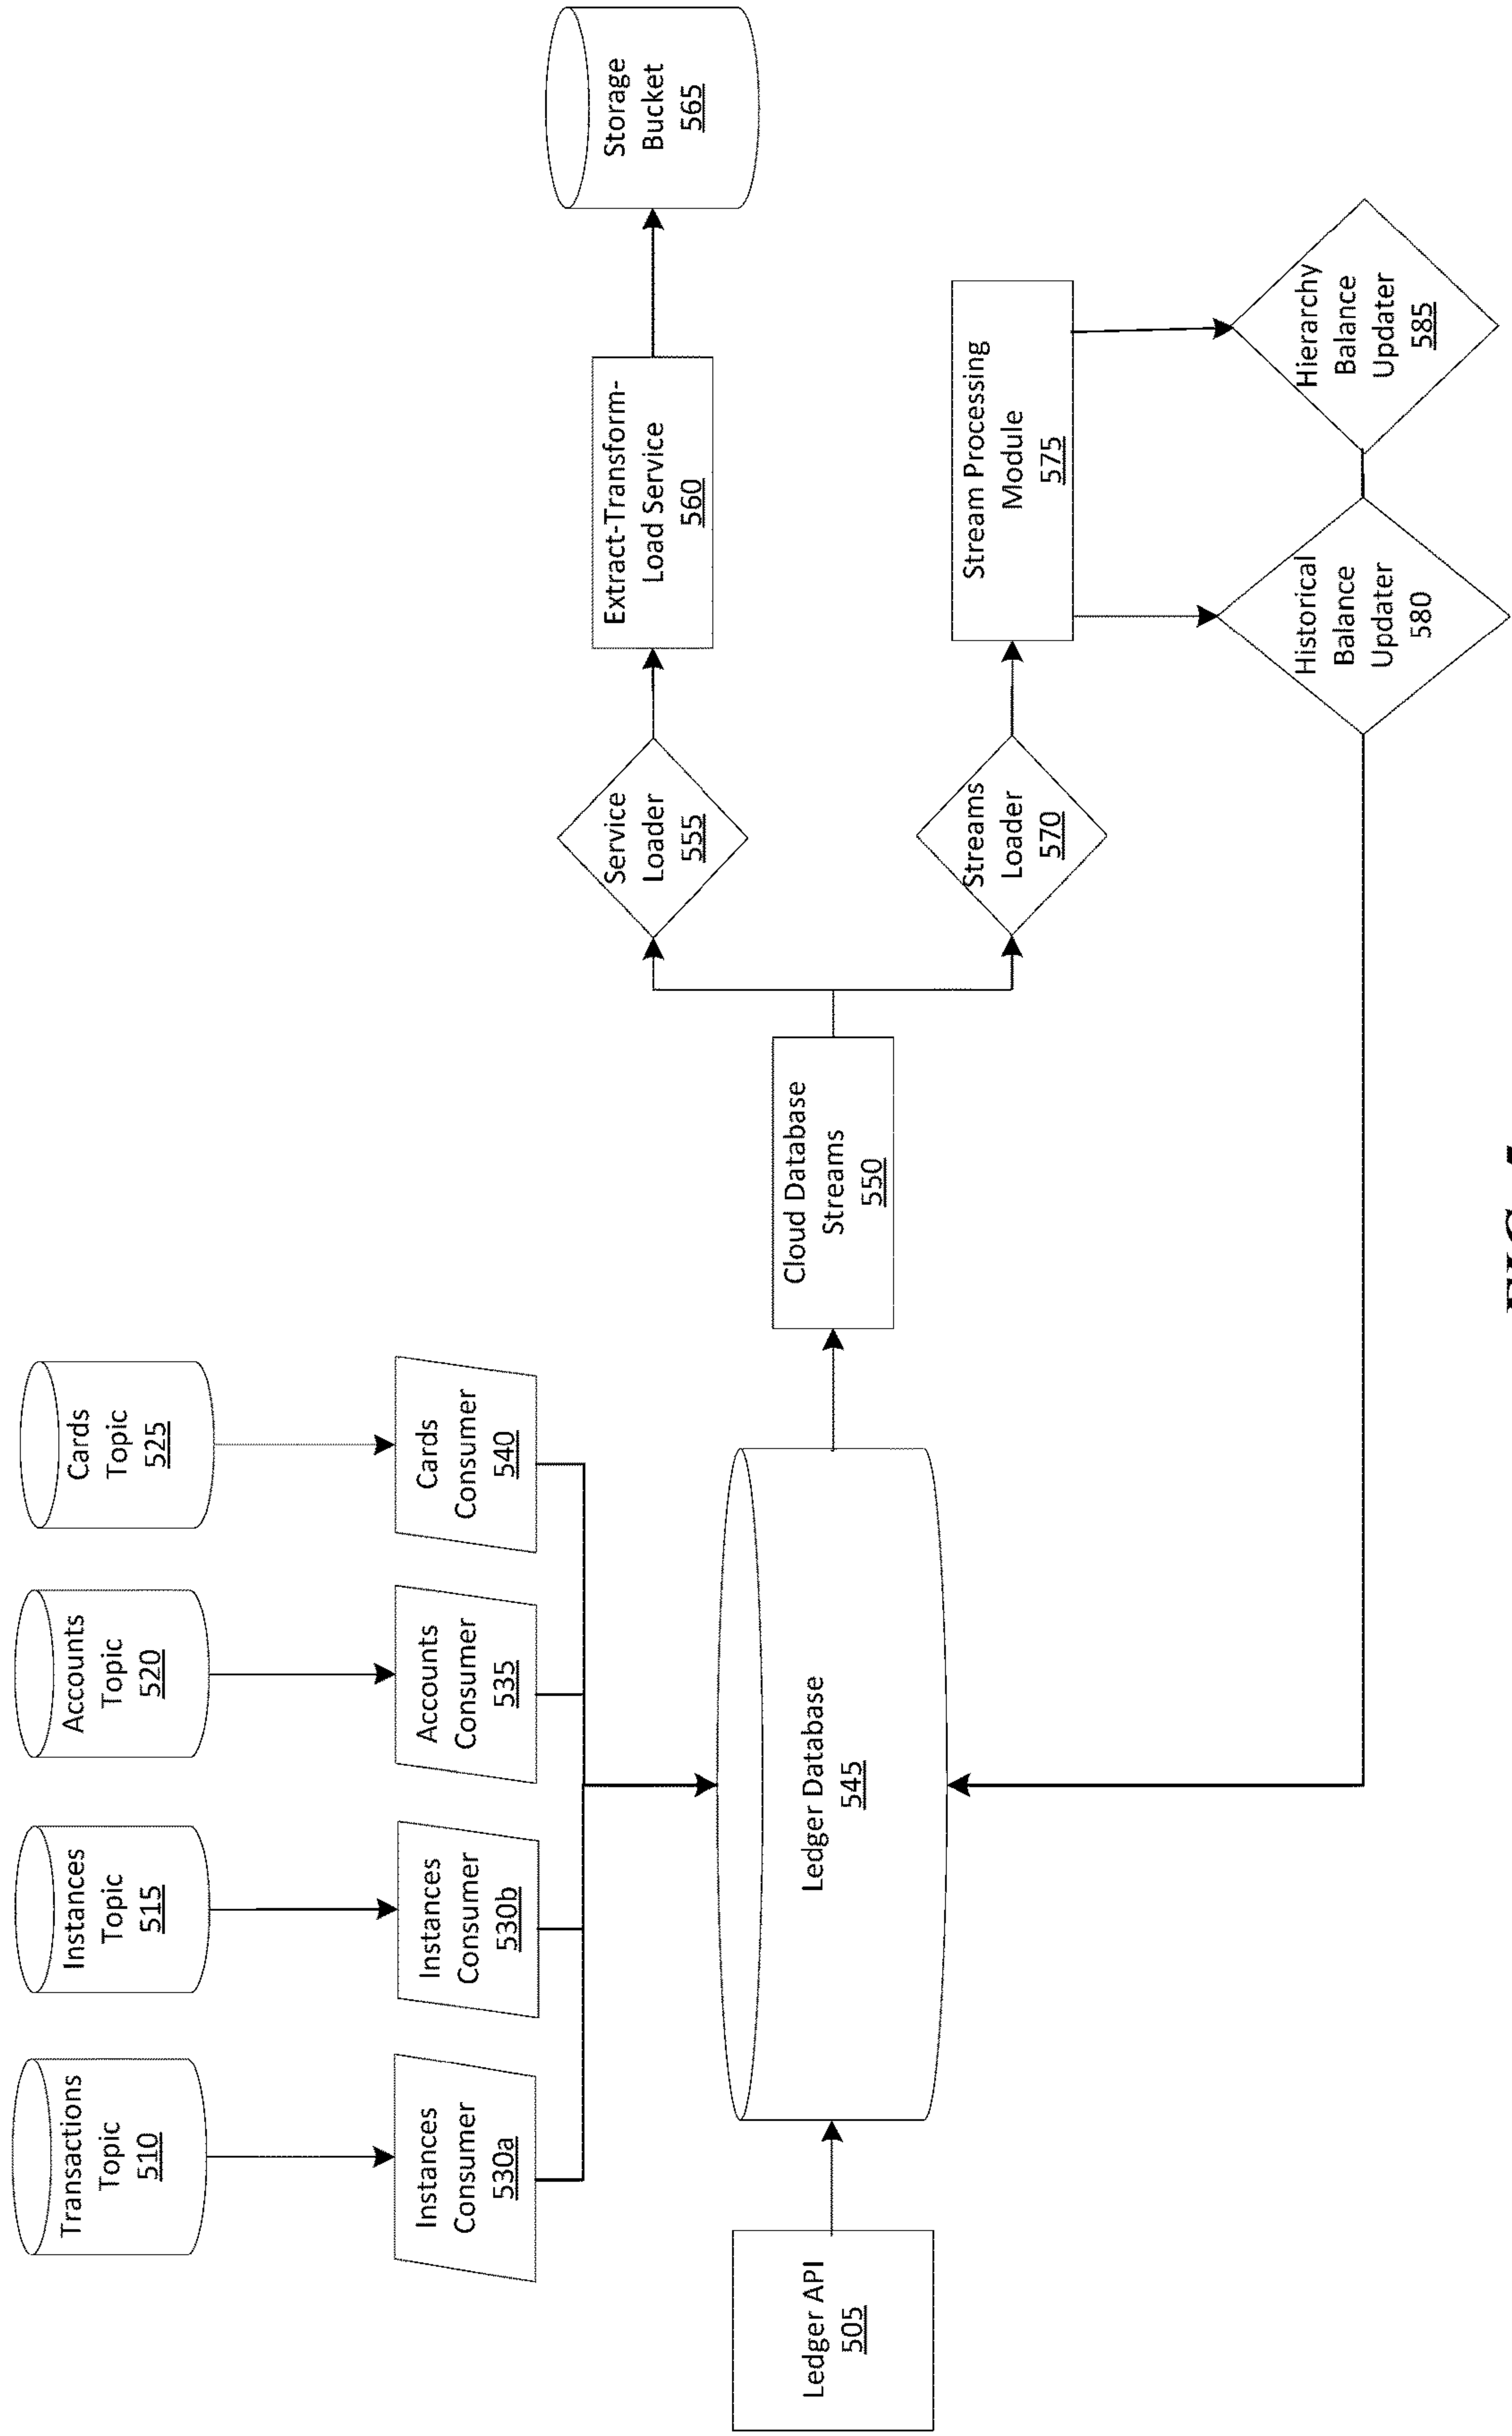 Transactions
Topic
510
Instances
Topic
515
Accounts
Topic
520
Cards
Topic
525
Instances
Consumer
530a
Instances
Consumer
530b
Accounts
Consumer
535
Cards
Consumer
540
Service
Loader
555
Extract-Transform-
Load Service
560
Storage
Bucket
565
Ledger API
505
Ledger Database
545
Cloud Database
Streams
550
Streams
Loader
570
Stream Processing
Module
575
Historical
Balance
Updater
580
Hierarchy
Balance
Updater
585